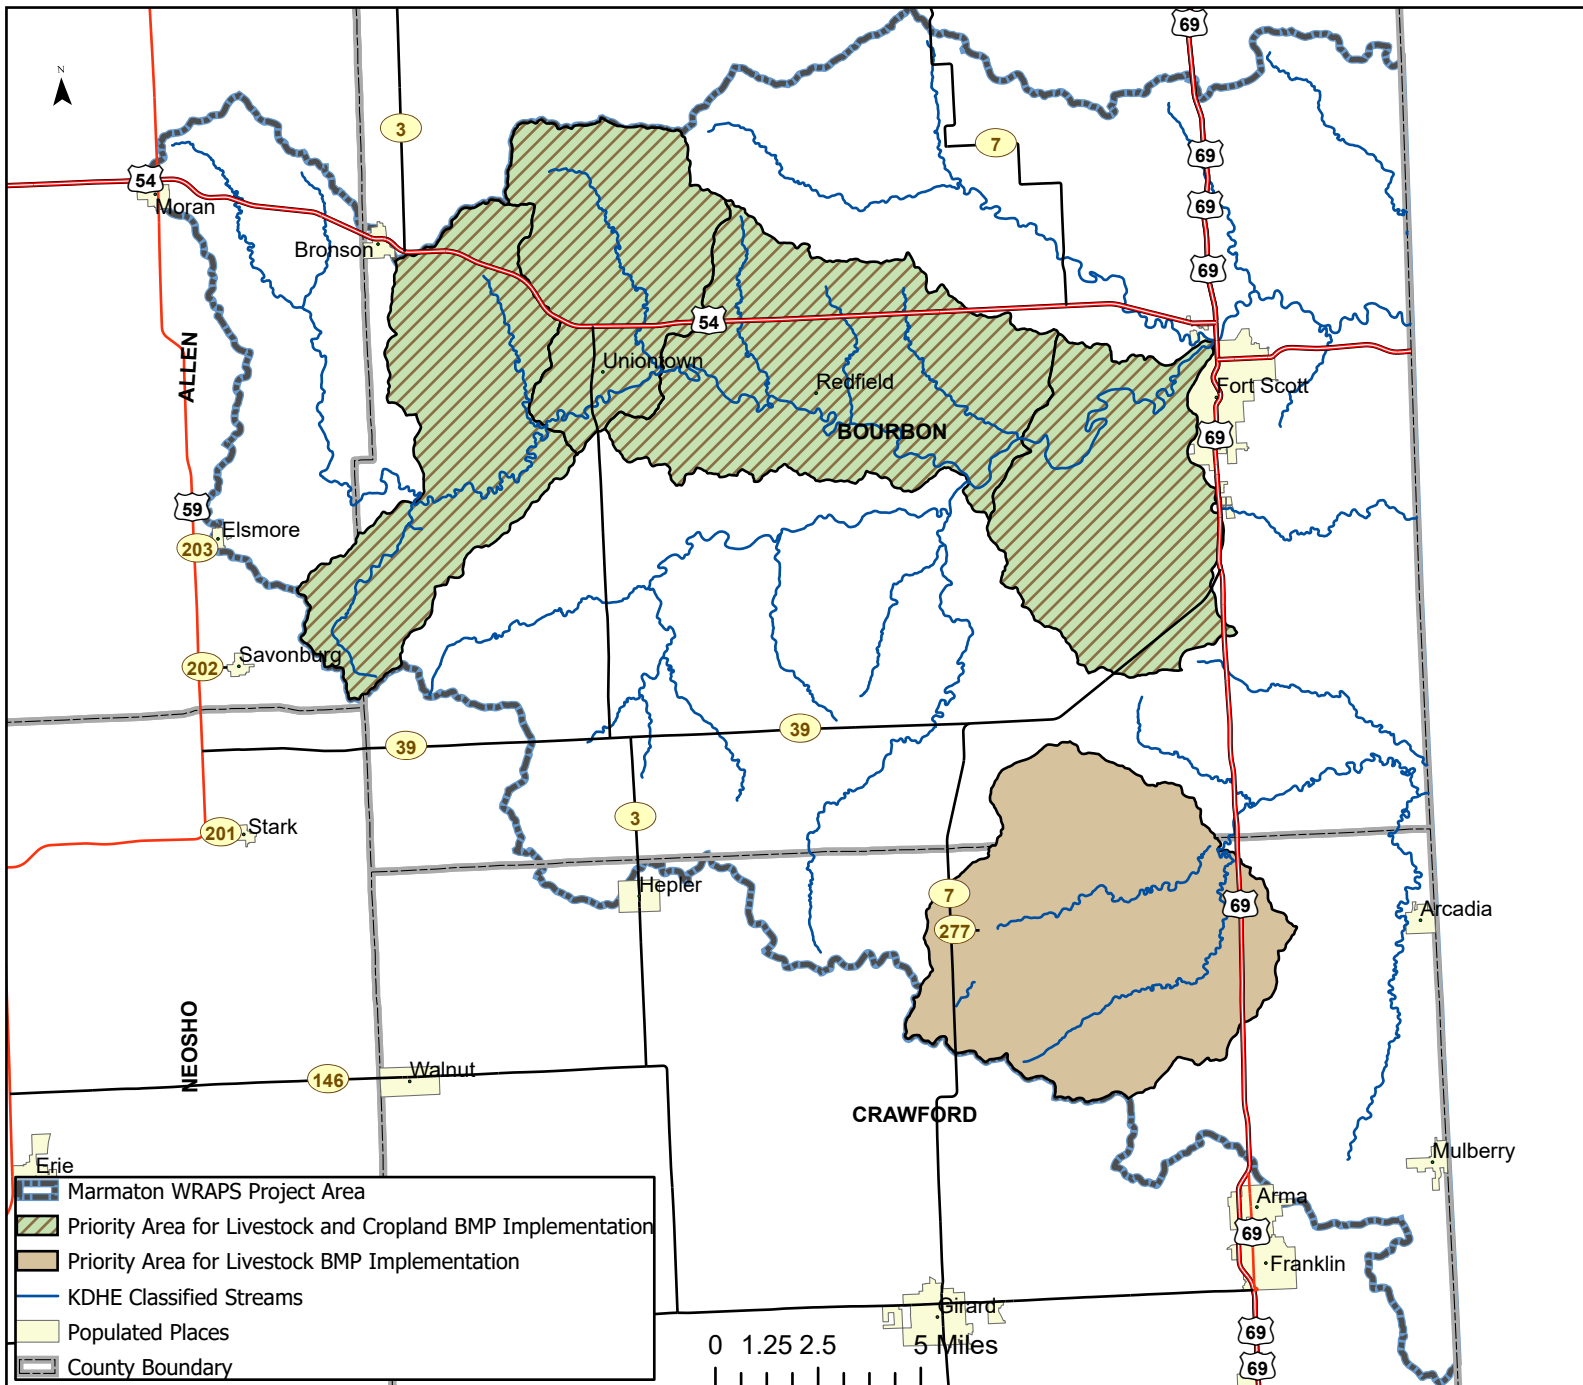 69
N
3
7
69
54
Moran
69
Bronson
69
54
ALLEN
Uniontown
Redfield
Fort Scott
BOURBON
69
59
Elsmore
203
Savonburg
202
39
39
201
Stark
3
Hepler
7
69
Arcadia
277
NEOSHO
Walnut
146
CRAWFORD
Mulberry
Erie
Arma
69
Franklin
Girard
Marmaton WRAPS Project Area
Priority Area for Livestock and Cropland BMP Implementation
Priority Area for Livestock BMP Implementation
KDHE Classified Streams
Populated Places
County Boundary
0 1.25 2.5 5 Miles
69
69